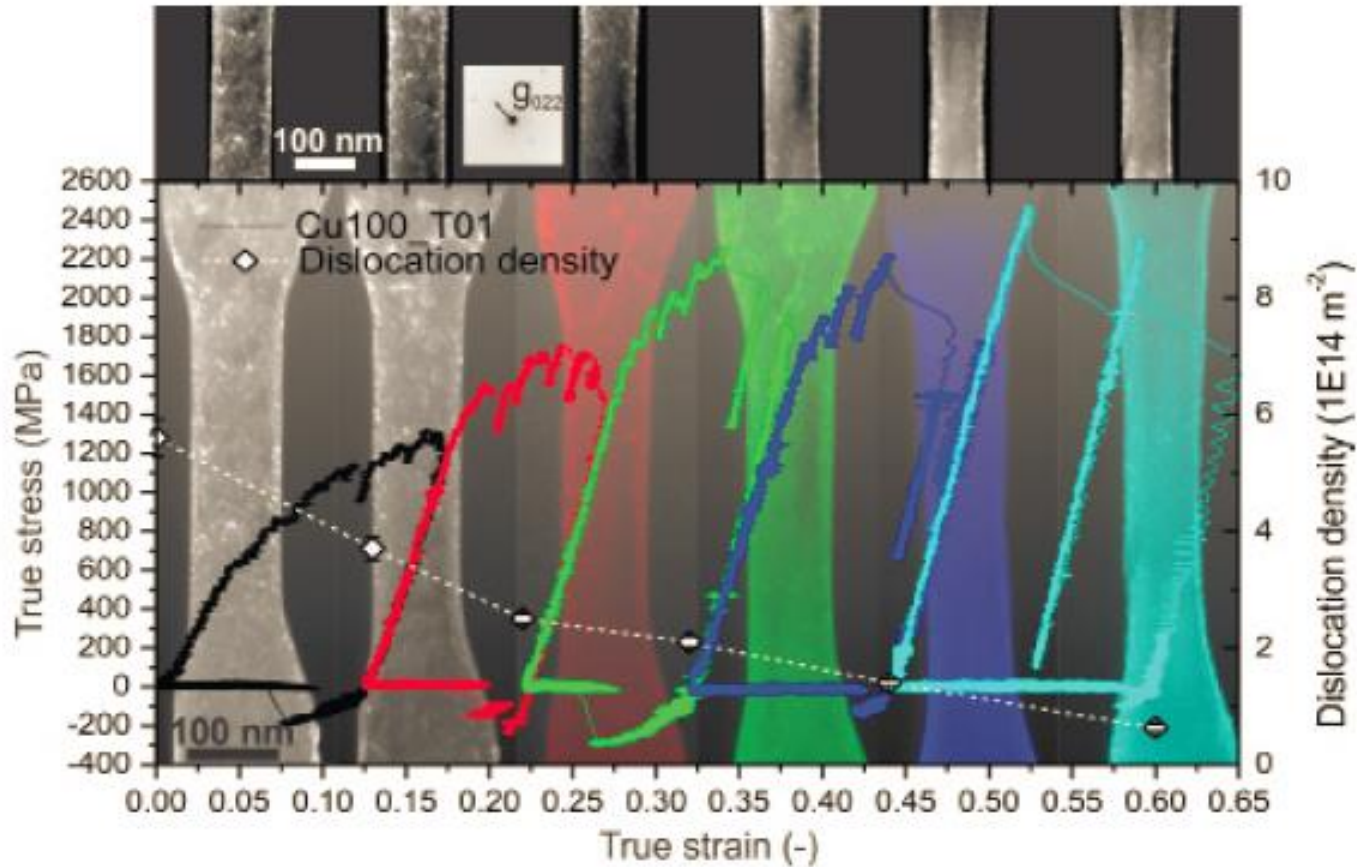 g022
100 nm
2600
2400
2200
2000
1800
1600
1400
1200
1000
800
600
400
200
0
-200
-400
True stress (MPa)
Cu100_T01
Dislocation density
100 nm
10
8
6
4
2
0
Dislocation density (1E14 m-2)
0.00 0.05 0.10 0.15 0.20 0.25 0.30 0.35 0.40 0.45 0.50 0.55 0.60 0.65
True strain (-)